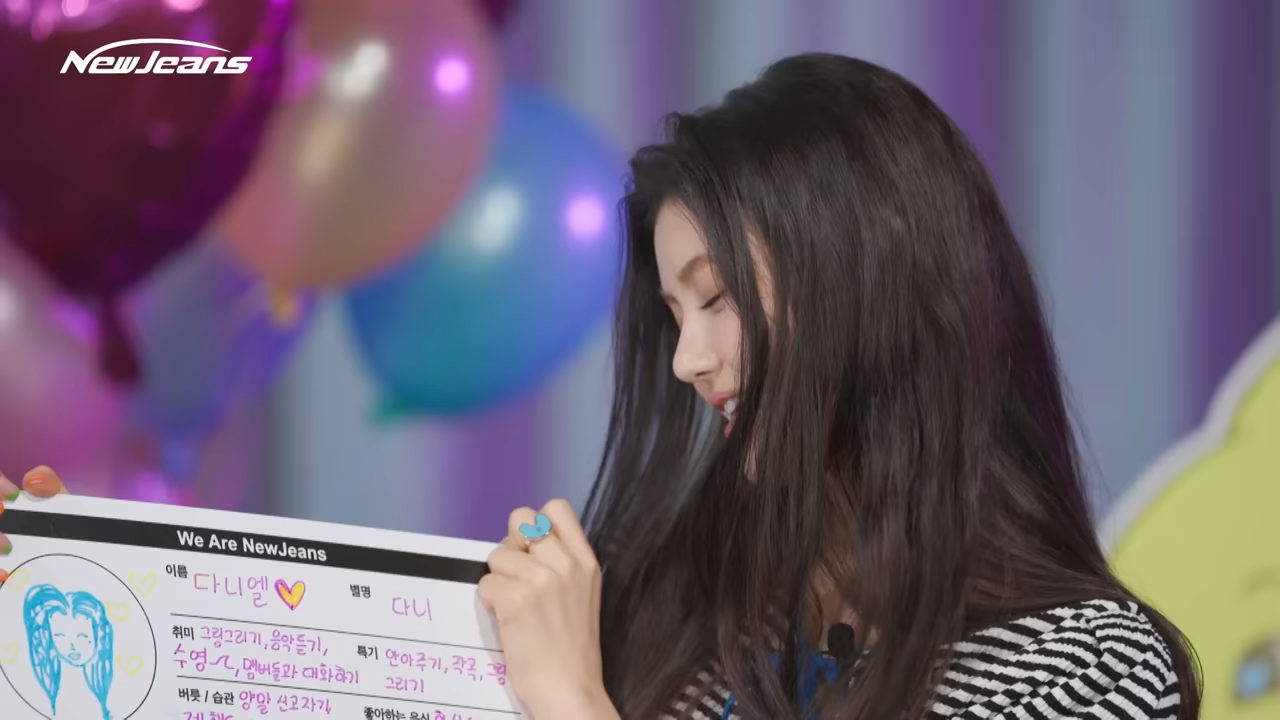 NewJeans
We Are NewJeans
이름 다니엘
별명 다니
취미 그림그리기, 음악듣기,
수영~, 멤버들과 대화하기
특기 안아주기, 작곡, 그림
그리기
버릇 / 습관 양말 신고자기,
좋아하는 음식